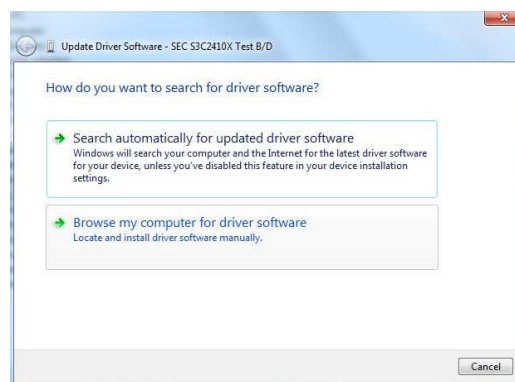 Update Driver Software - SEC S3C2410X Test B/D
How do you want to search for driver software?
Search automatically for updated driver software
Windows will search your computer and the Internet for the latest driver software
for your device, unless you've disabled this feature in your device installation
settings.
Browse my computer for driver software
Locate and install driver software manually.
Cancel